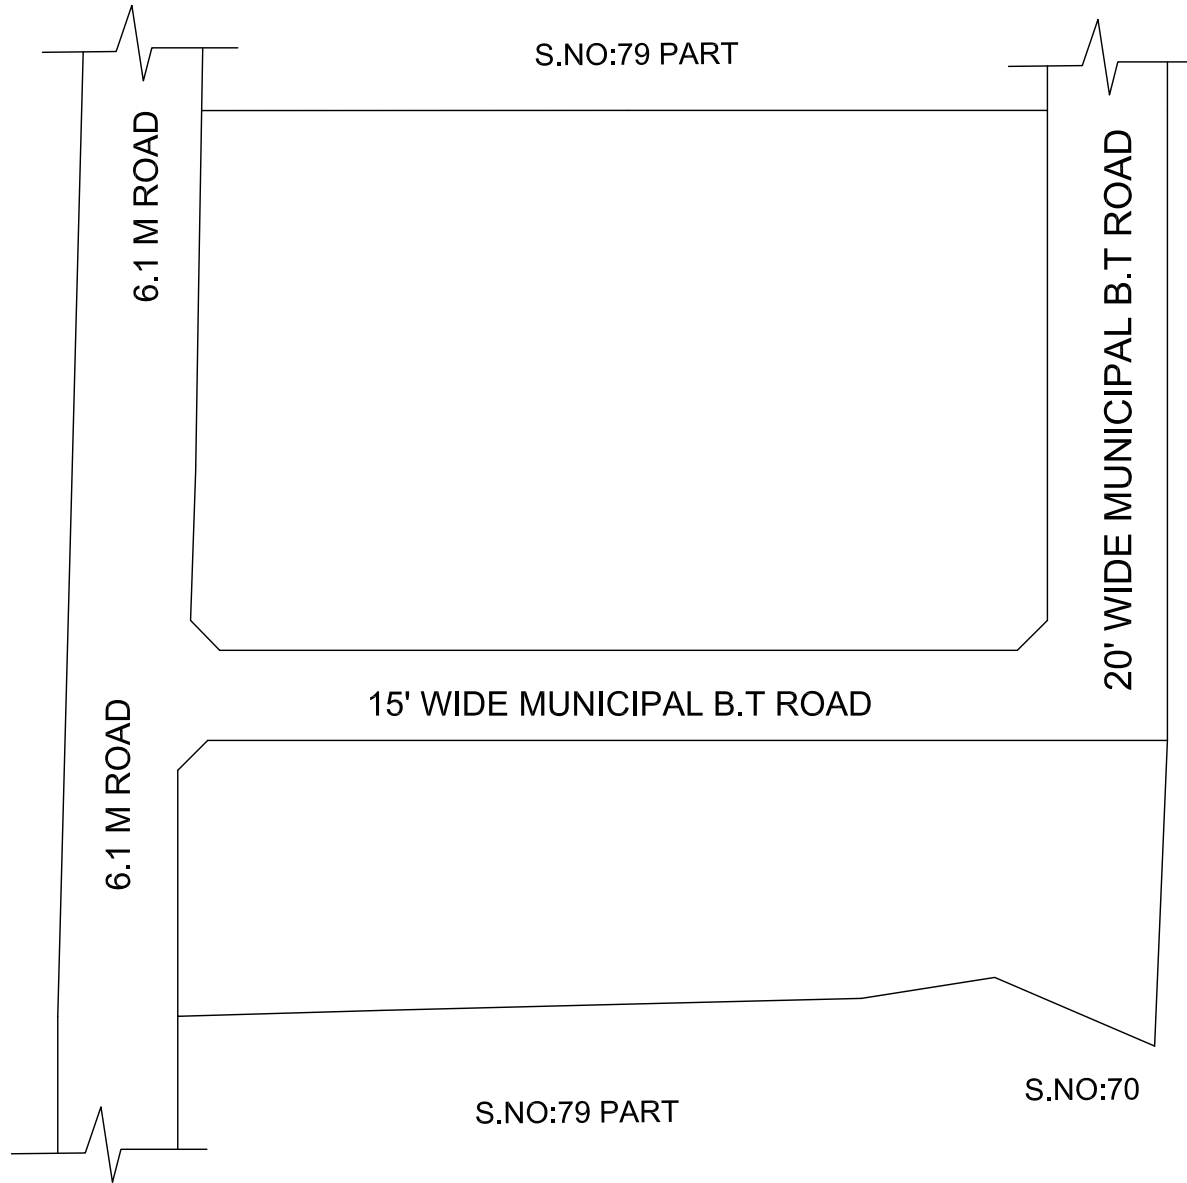 S.NO:79 PART
6.1 M ROAD
20' WIDE MUNICIPAL B.T ROAD
15' WIDE MUNICIPAL B.T ROAD
6.1 M ROAD
S.NO:70
S.NO:79 PART